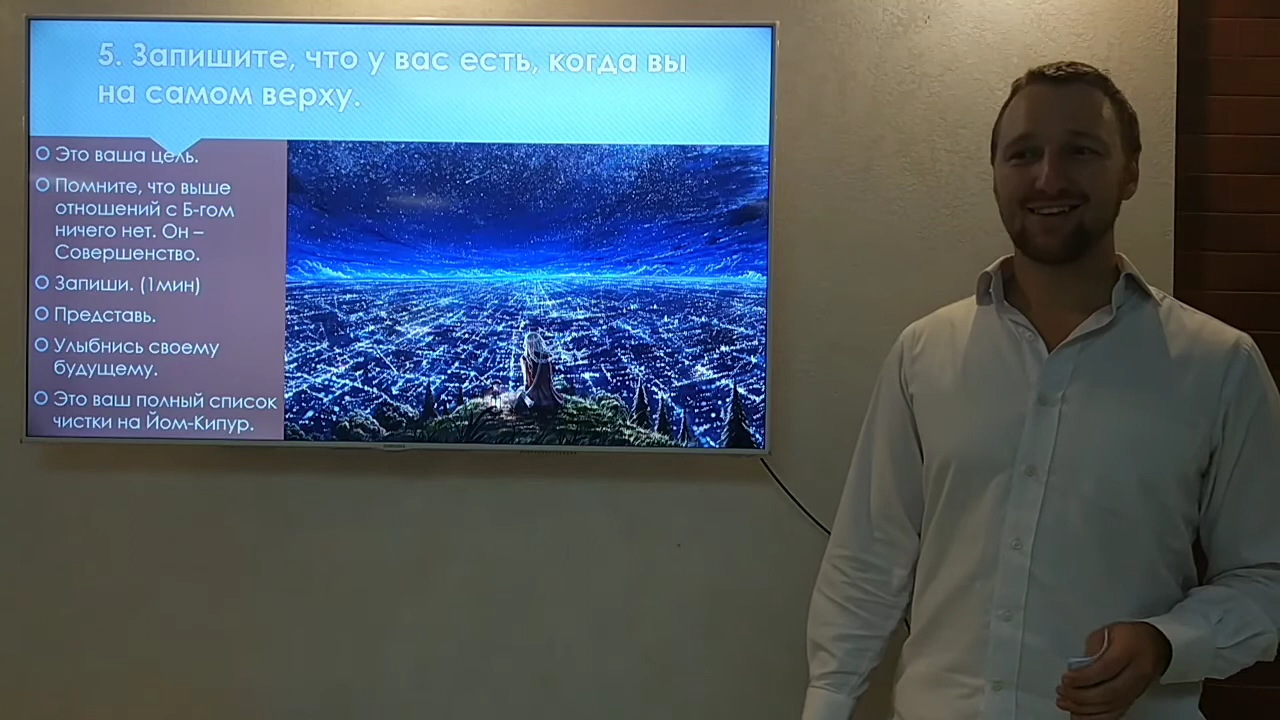 5. Запишите, что у вас есть, когда вы
на самом верху.
Это ваша цель.
Помните, что выше
отношений с Б-гом
ничего нет. Он –
Совершенство.
Запиши. (1мин)
Представь.
Улыбнись своему
будущему.
Это ваш полный список
чистки на Йом-Кипур.
SAMSUNG